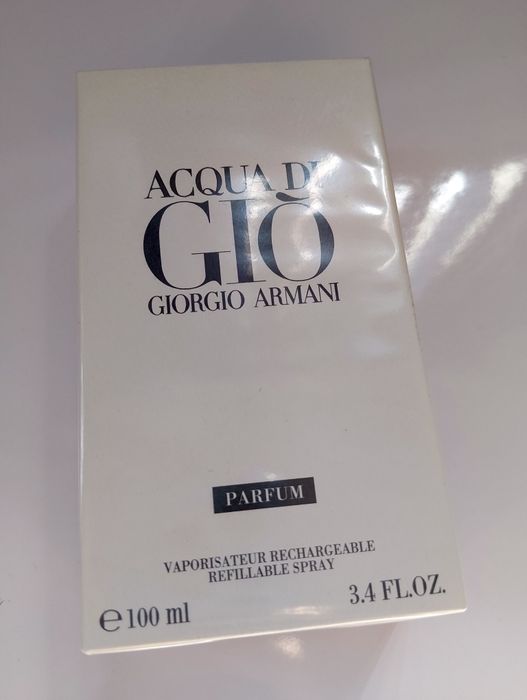 ACQUA DI
GIÒ
GIORGIO ARMANI
PARFUM
VAPORISATEUR RECHARGEABLE
REFILLABLE SPRAY
℮ 100 ml
3.4 FL.OZ.